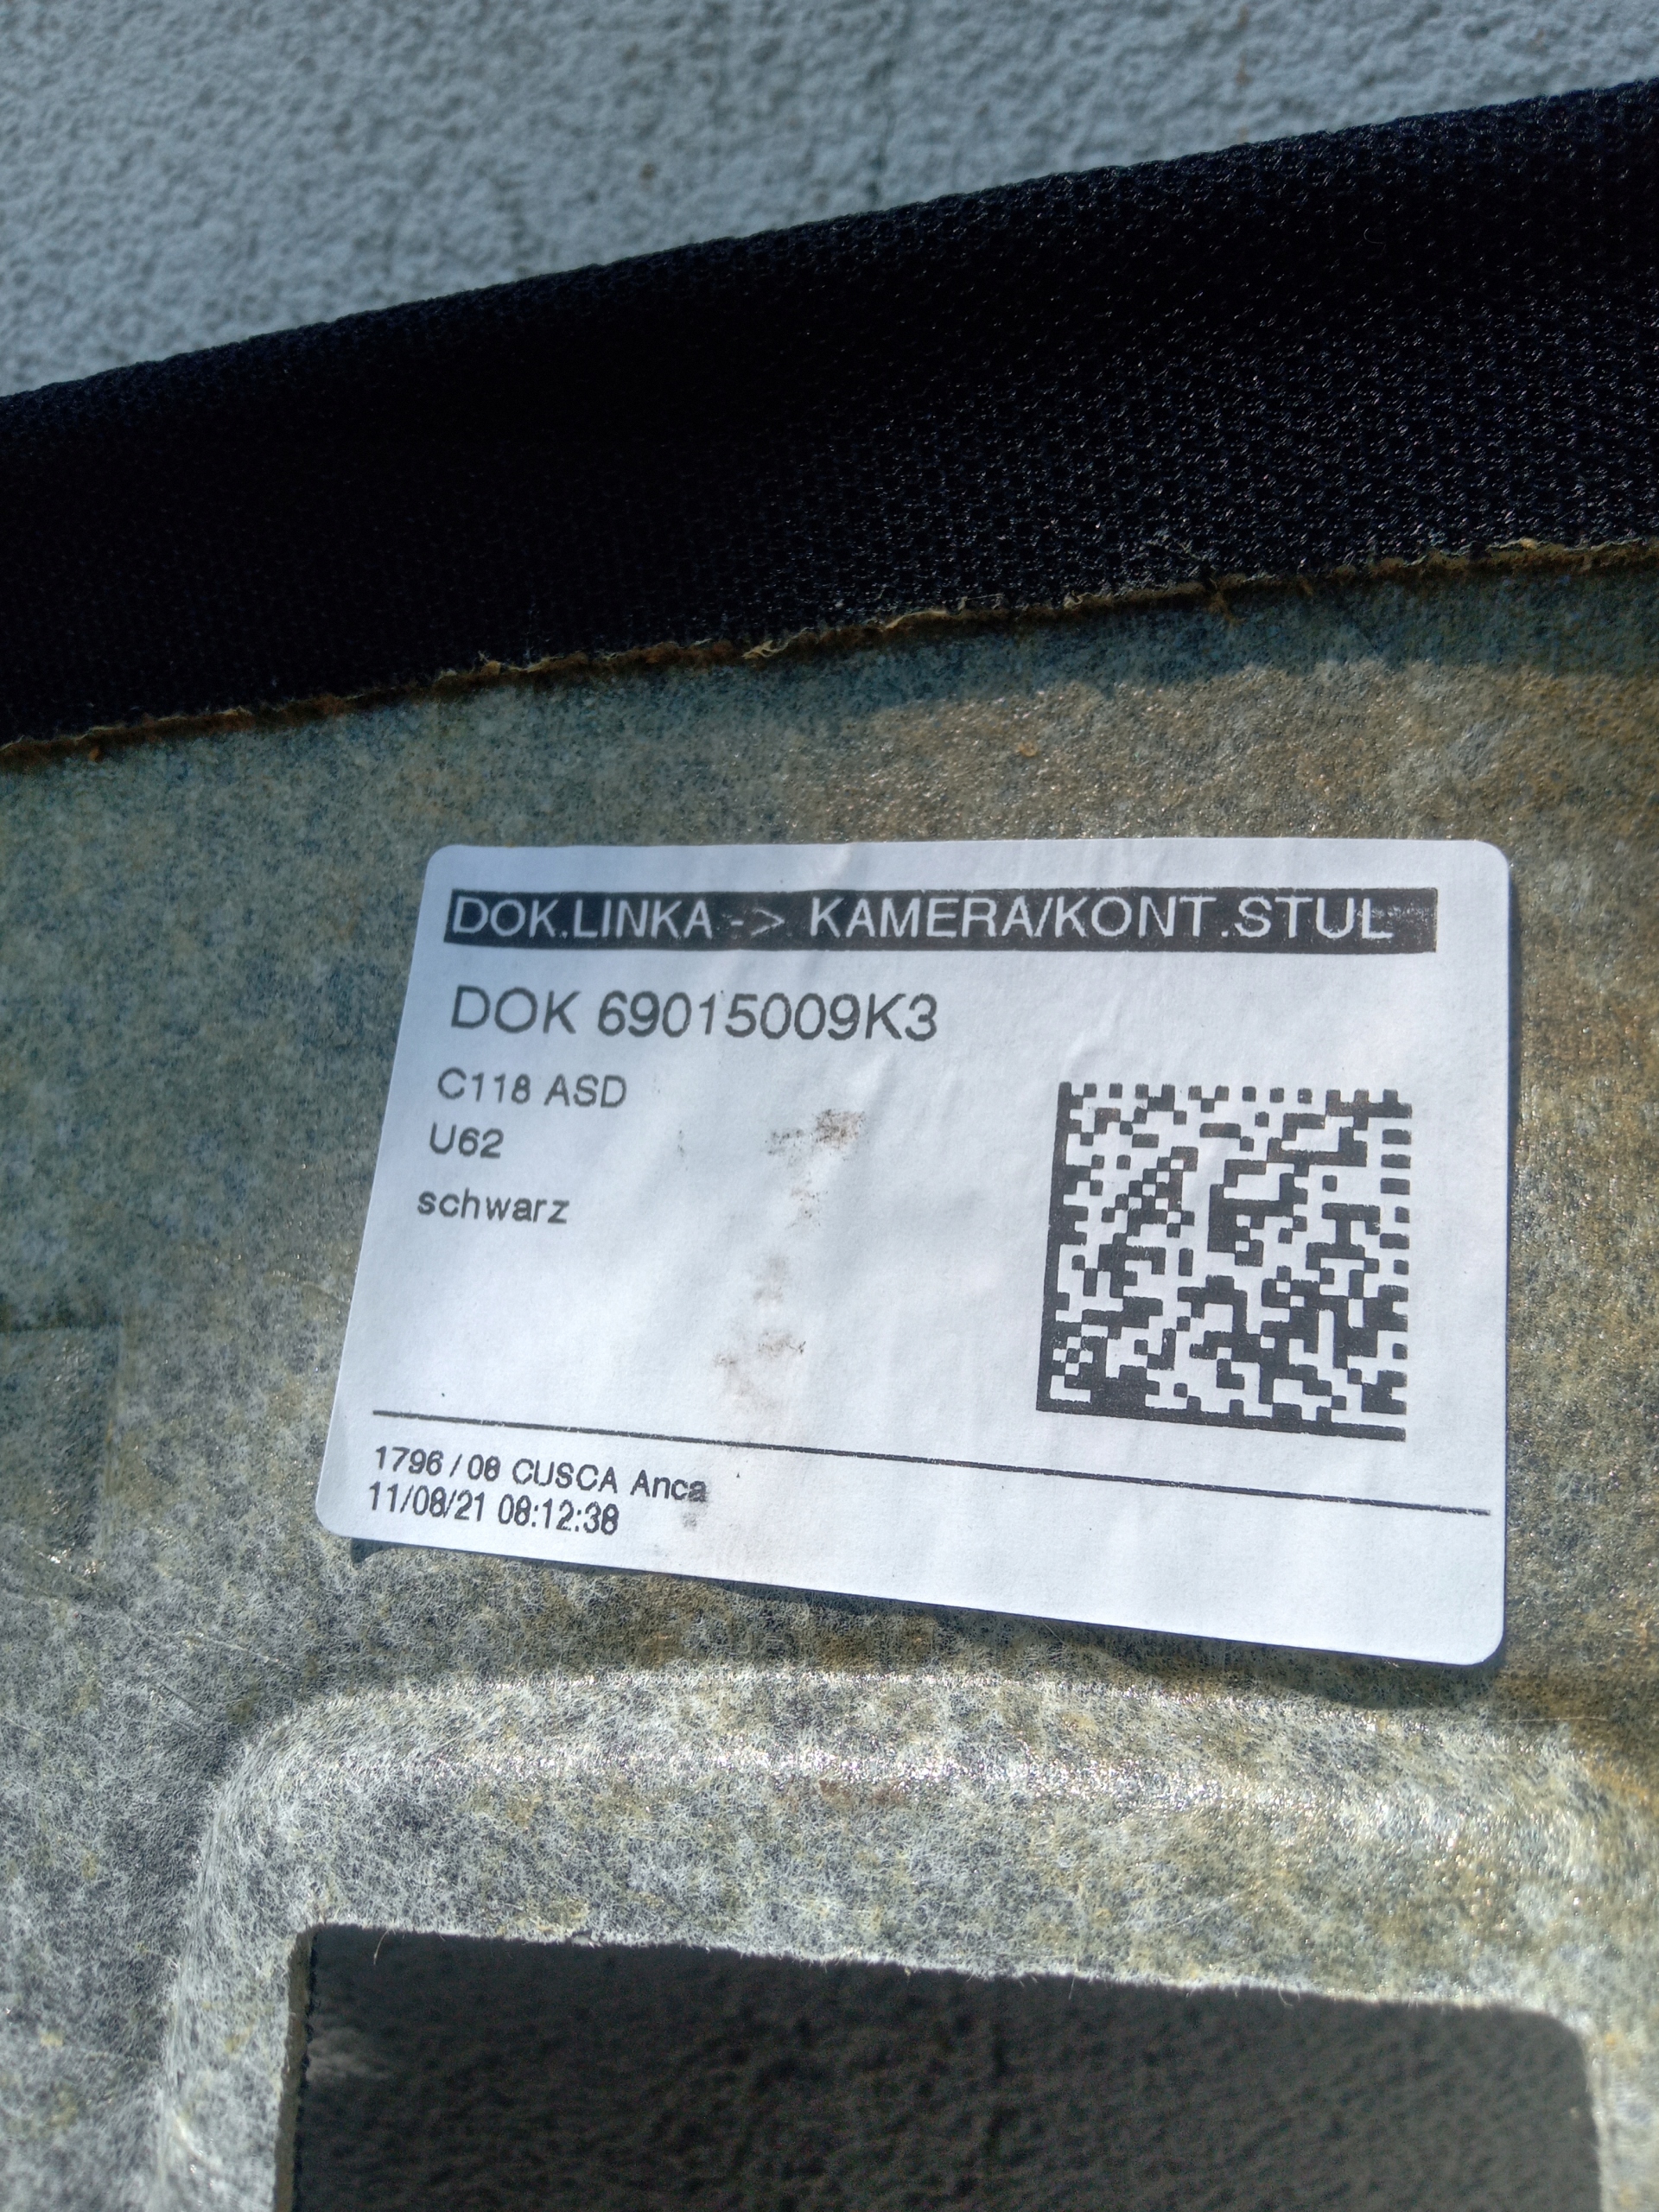 DOK.LINKA -> KAMERA/KONT.STUL
DOK 69015009K3
C118 ASD
U62
schwarz
1796 / 08 CUSCA Anca
11/08/21 08:12:38